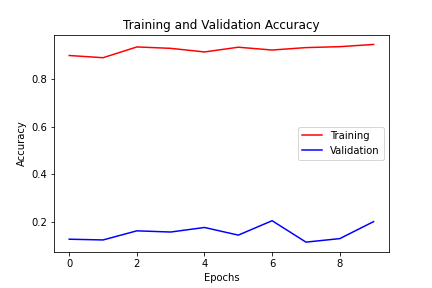 Training and Validation Accuracy
Accuracy
0.8
0.6
0.4
0.2
Training
Validation
0 2 4 6 8
Epochs